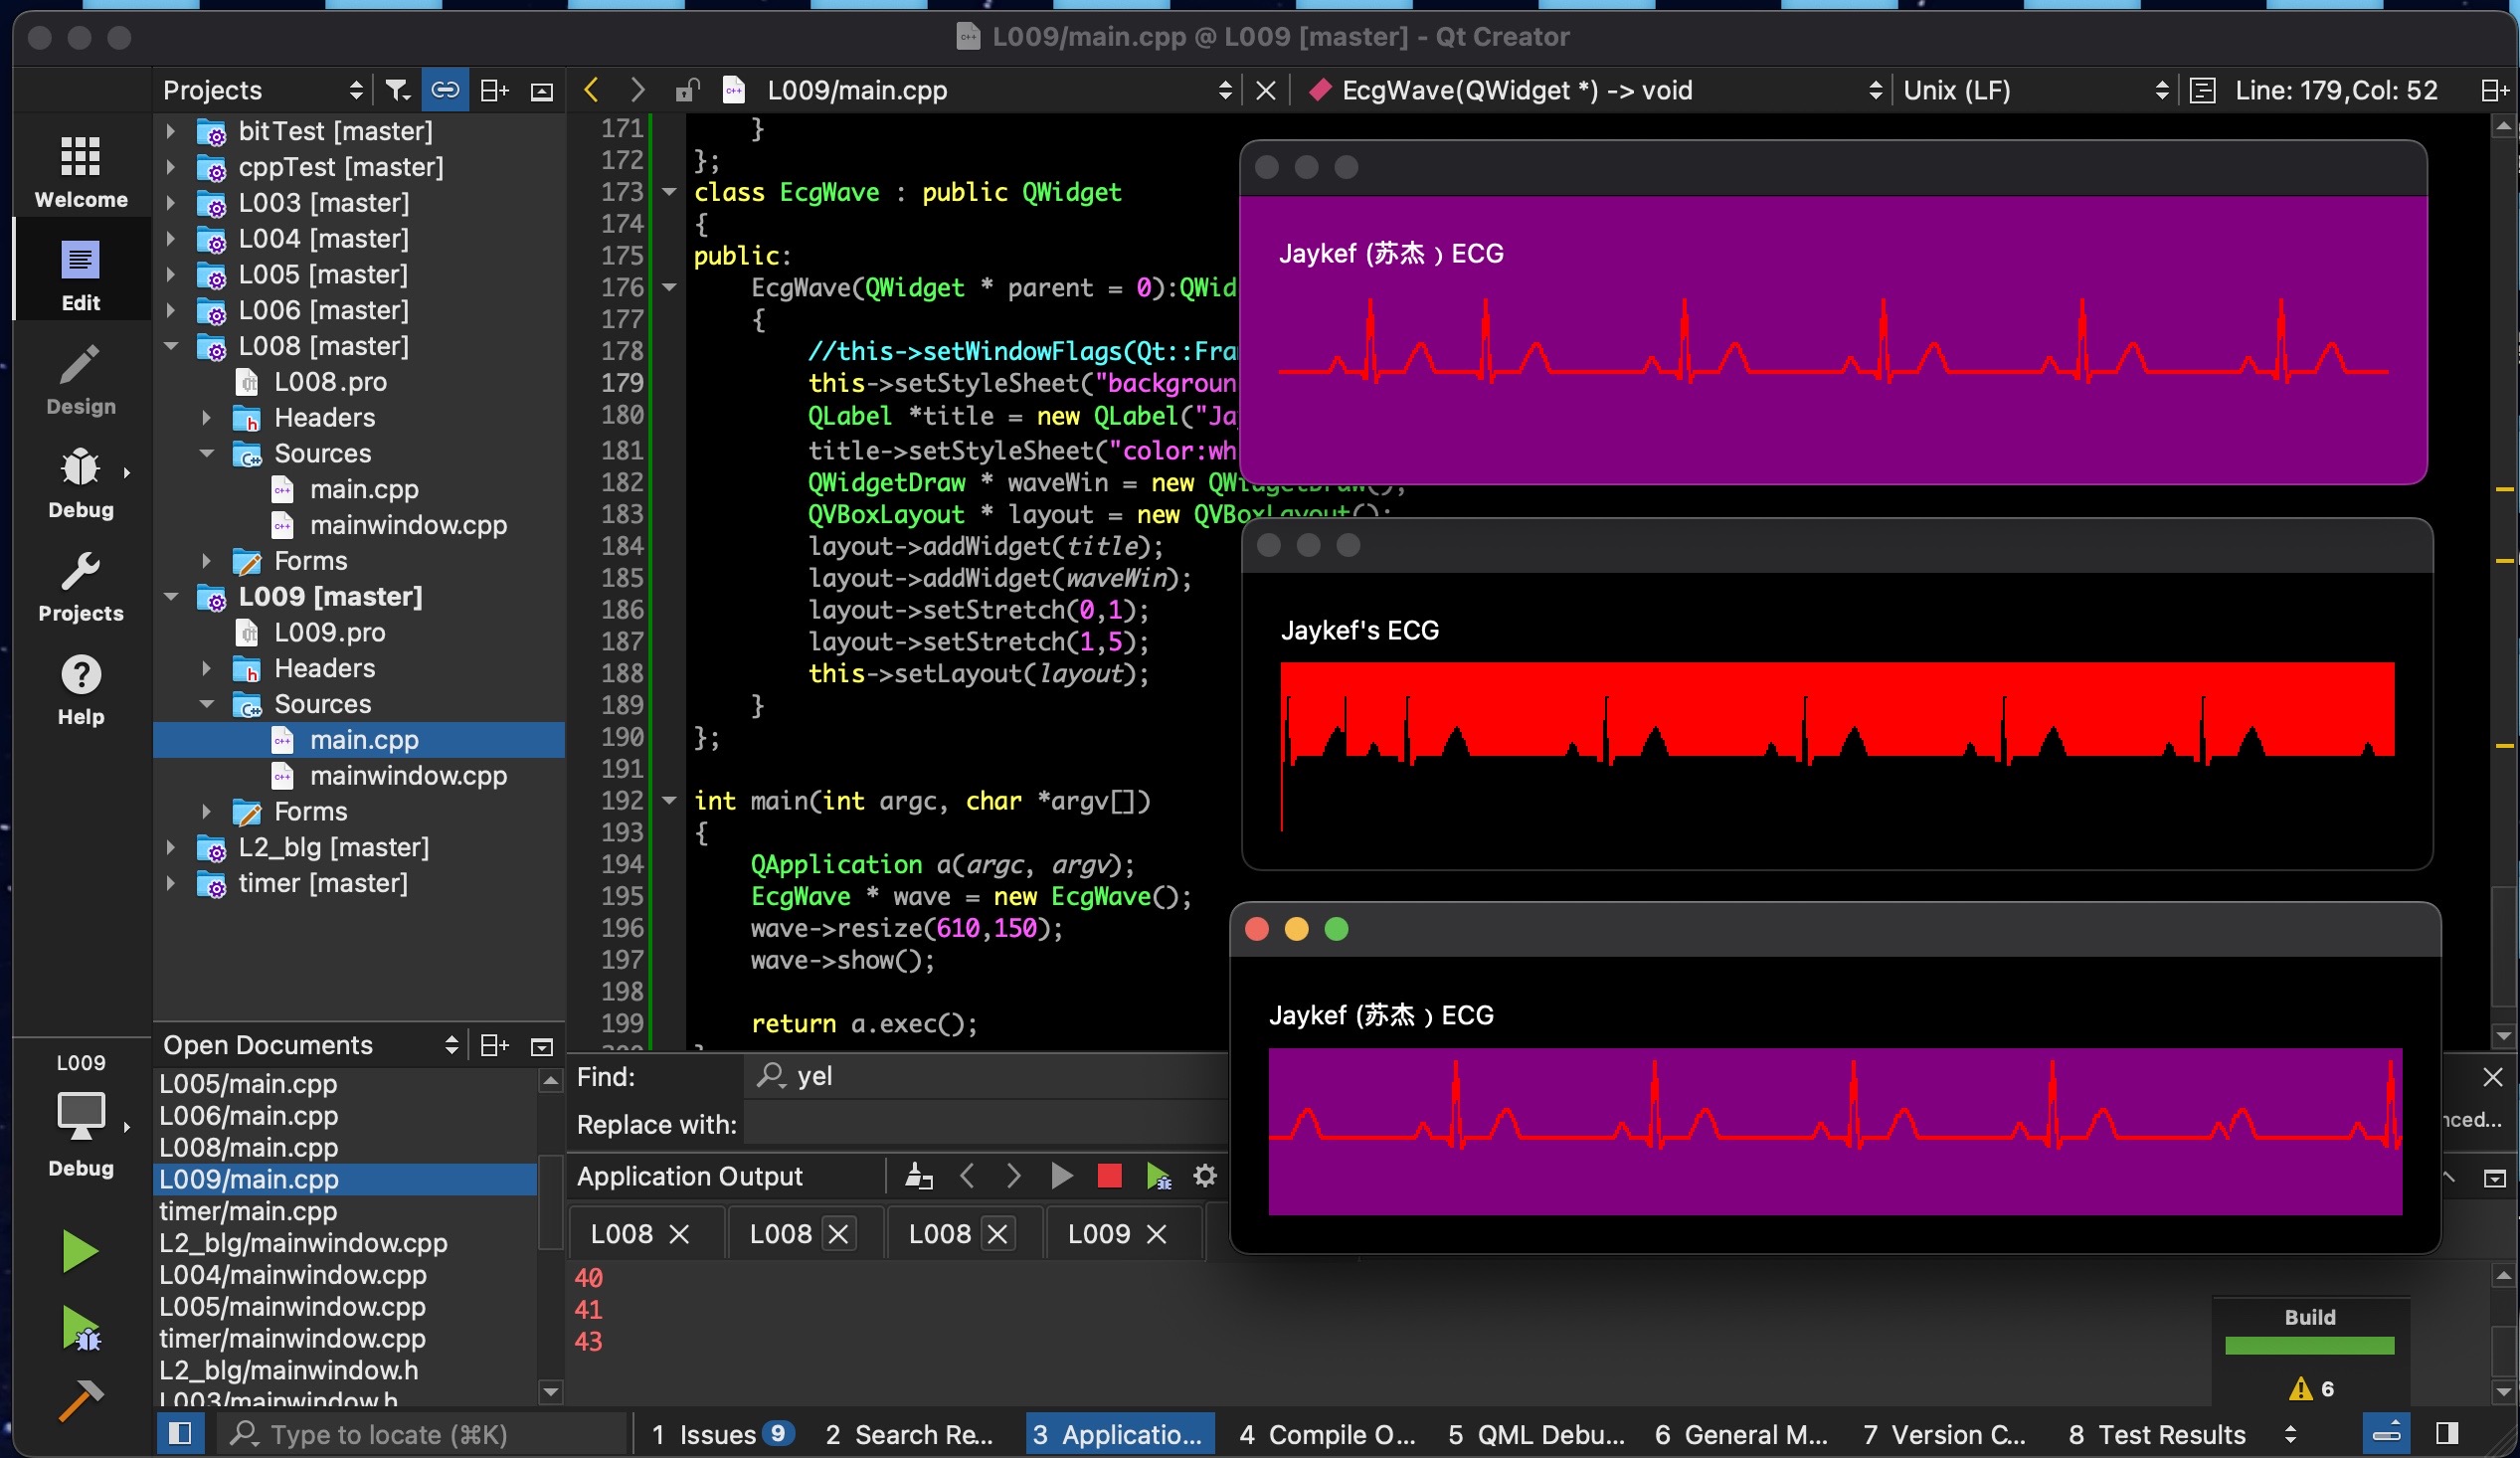 L009/main.cpp @ L009 [master] - Qt Creator
Projects
L009/main.cpp
EcgWave(QWidget *) -> void
Unix (LF)
Line: 179,Col: 52
Welcome
Edit
Design
Debug
Projects
Help
bitTest [master]
cppTest [master]
L003 [master]
L004 [master]
L005 [master]
L006 [master]
L008 [master]
L008.pro
Headers
Sources
main.cpp
mainwindow.cpp
Forms
L009 [master]
L009.pro
Headers
Sources
main.cpp
mainwindow.cpp
Forms
L2_blg [master]
timer [master]
171 }
172 };
173 class EcgWave : public QWidget
174 {
175 public:
176 EcgWave(QWidget * parent = 0):QWid
177 {
178 //this->setWindowFlags(Qt::Fra
179 this->setStyleSheet("backgroun
180 QLabel *title = new QLabel("Ja
181 title->setStyleSheet("color:wh
182 QWidgetDraw * waveWin = new QWidgetDraw();
183 QVBoxLayout * layout = new QVBoxLayout();
184 layout->addWidget(title);
185 layout->addWidget(waveWin);
186 layout->setStretch(0,1);
187 layout->setStretch(1,5);
188 this->setLayout(layout);
189 }
190 };
191
192 int main(int argc, char *argv[])
193 {
194 QApplication a(argc, argv);
195 EcgWave * wave = new EcgWave();
196 wave->resize(610,150);
197 wave->show();
198
199 return a.exec();
Jaykef (苏杰 ) ECG
Jaykef's ECG
Jaykef (苏杰 ) ECG
Open Documents
L005/main.cpp
L006/main.cpp
L008/main.cpp
L009/main.cpp
timer/main.cpp
L2_blg/mainwindow.cpp
L004/mainwindow.cpp
L005/mainwindow.cpp
timer/mainwindow.cpp
L2_blg/mainwindow.h
L003/mainwindow.h
L009
Debug
Find: yel
Replace with:
nced...
Application Output
L008 L008 L008 L009
40
41
43
Build
6
Type to locate (⌘K)
1 Issues 9
2 Search Re...
3 Applicatio...
4 Compile O...
5 QML Debu...
6 General M...
7 Version C...
8 Test Results